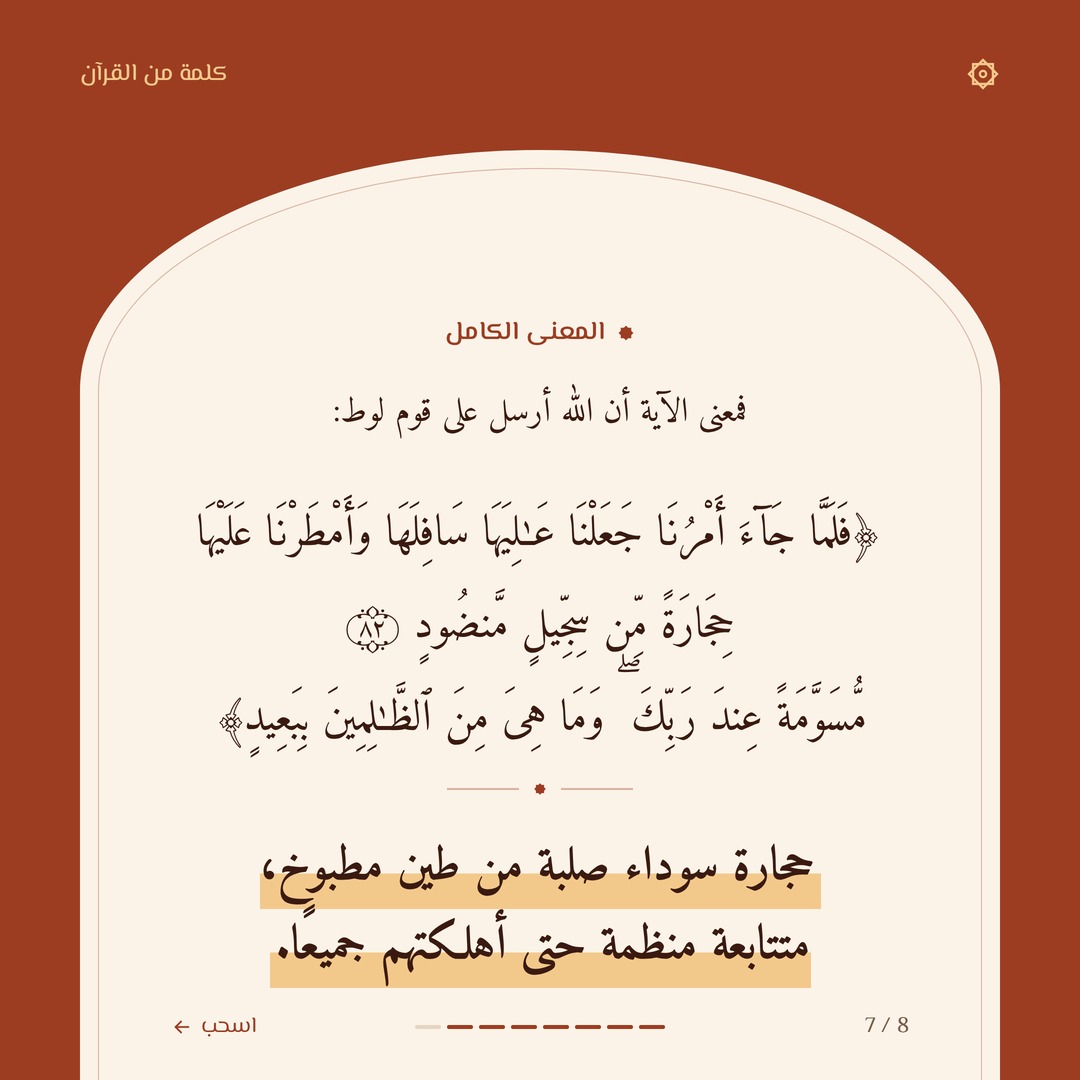 كلمة من القرآن
المعنى الكامل
فمعنى الآية أن الله أرسل على قوم لوط:
﴿فَلَمَّا جَآءَ أَمْرُنَا جَعَلْنَا عَـٰلِيَهَا سَافِلَهَا وَأَمْطَرْنَا عَلَيْهَا
حِجَارَةً مِّن سِجِّيلٍ مَّنضُودٍ ٨٢
مُّسَوَّمَةً عِندَ رَبِّكَ ۖ وَمَا هِىَ مِنَ ٱلظَّـٰلِمِينَ بِبَعِيدٍ﴾
حجارة سوداء صلبة من طين مطبوخ،
متتابعة منظمة حتى أهلكتهم جميعًا.
7 / 8
اسحب ←